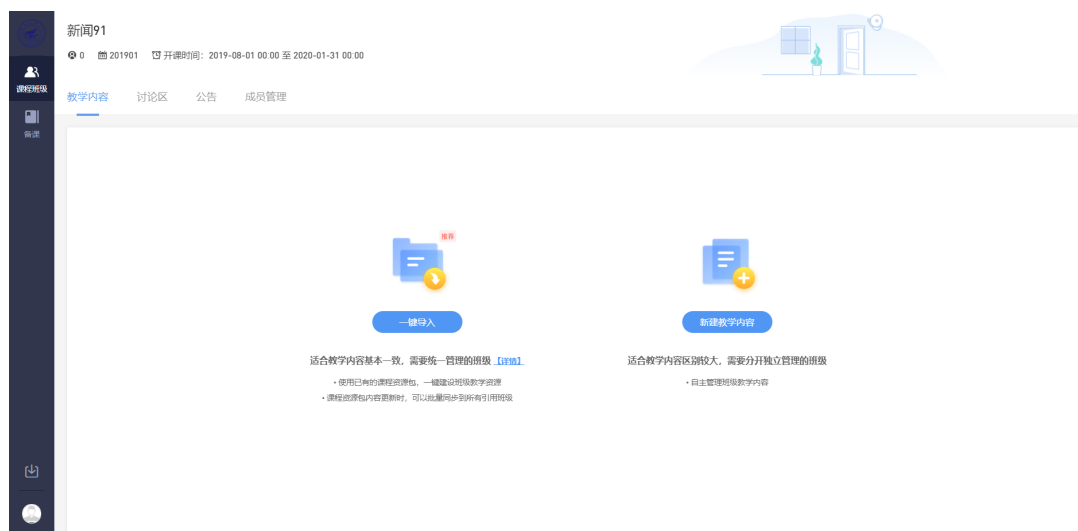 新闻91
0 201901 开课时间：2019-08-01 00:00 至 2020-01-31 00:00
课程班级
教学内容 讨论区 公告 成员管理
备课
推荐
一键导入 新建教学内容
适合教学内容基本一致，需要统一管理的班级 【详情】
适合教学内容区别较大，需要分开独立管理的班级
• 使用已有的课程资源包，一键建设班级教学资源
• 自主管理班级教学内容
• 课程资源包内容更新时，可以批量同步到所有引用班级